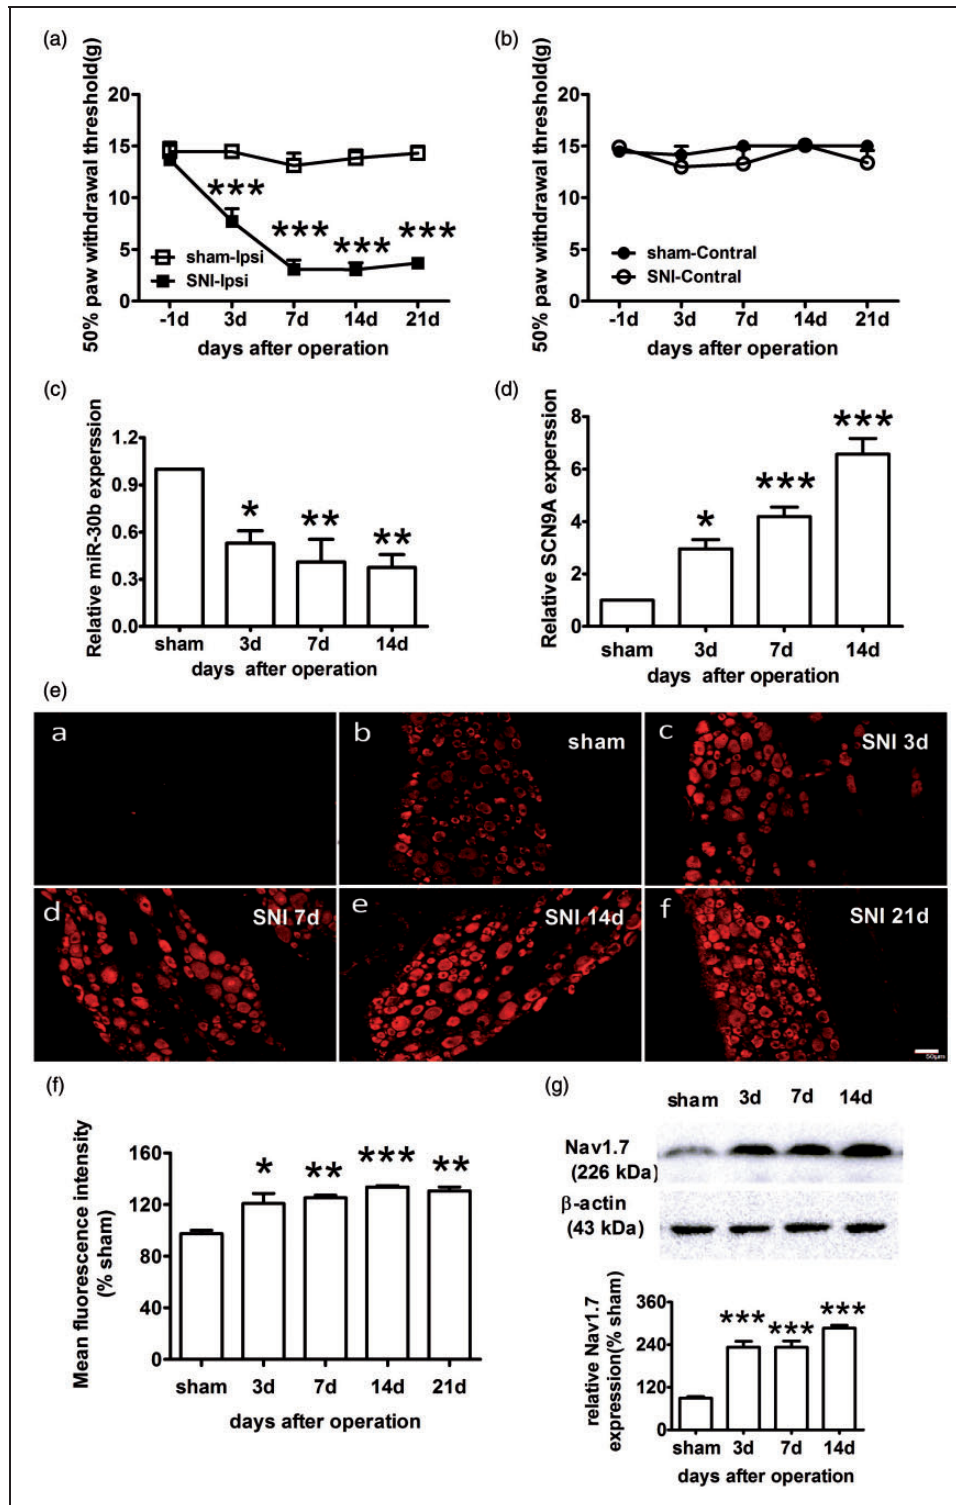 (a)
50% paw withdrawal threshold(g)
20
15
10
5
0
***
***
***
***
sham-Ipsi
SNI-Ipsi
-1d 3d 7d 14d 21d
days after operation
(b)
50% paw withdrawal threshold(g)
20
15
10
5
0
sham-Contral
SNI-Contral
-1d 3d 7d 14d 21d
days after operation
(c)
Relative miR-30b experssion
1.2
0.9
0.6
0.3
0.0
*
**
**
sham 3d 7d 14d
days after operation
(d)
Relative SCN9A experssion
8
6
4
2
0
*
***
***
sham 3d 7d 14d
days after operation
(e)
a
b sham
c SNI 3d
d SNI 7d
e SNI 14d
f SNI 21d
50μm
(f)
Mean fluorescence intensity
(% sham)
160
120
80
40
0
*
**
***
**
sham 3d 7d 14d 21d
days after operation
(g)
sham 3d 7d 14d
Nav1.7
(226 kDa)
β-actin
(43 kDa)
relative Nav1.7
expression(% sham)
360
240
120
0
***
***
***
sham 3d 7d 14d
days after operation